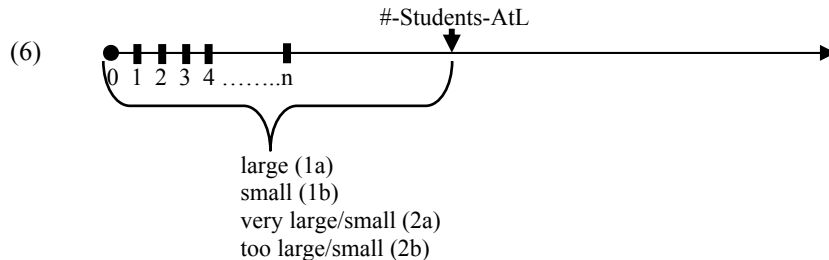 #-Students-AtL
(6)
0 1 2 3 4 ……..n
large (1a)
small (1b)
very large/small (2a)
too large/small (2b)